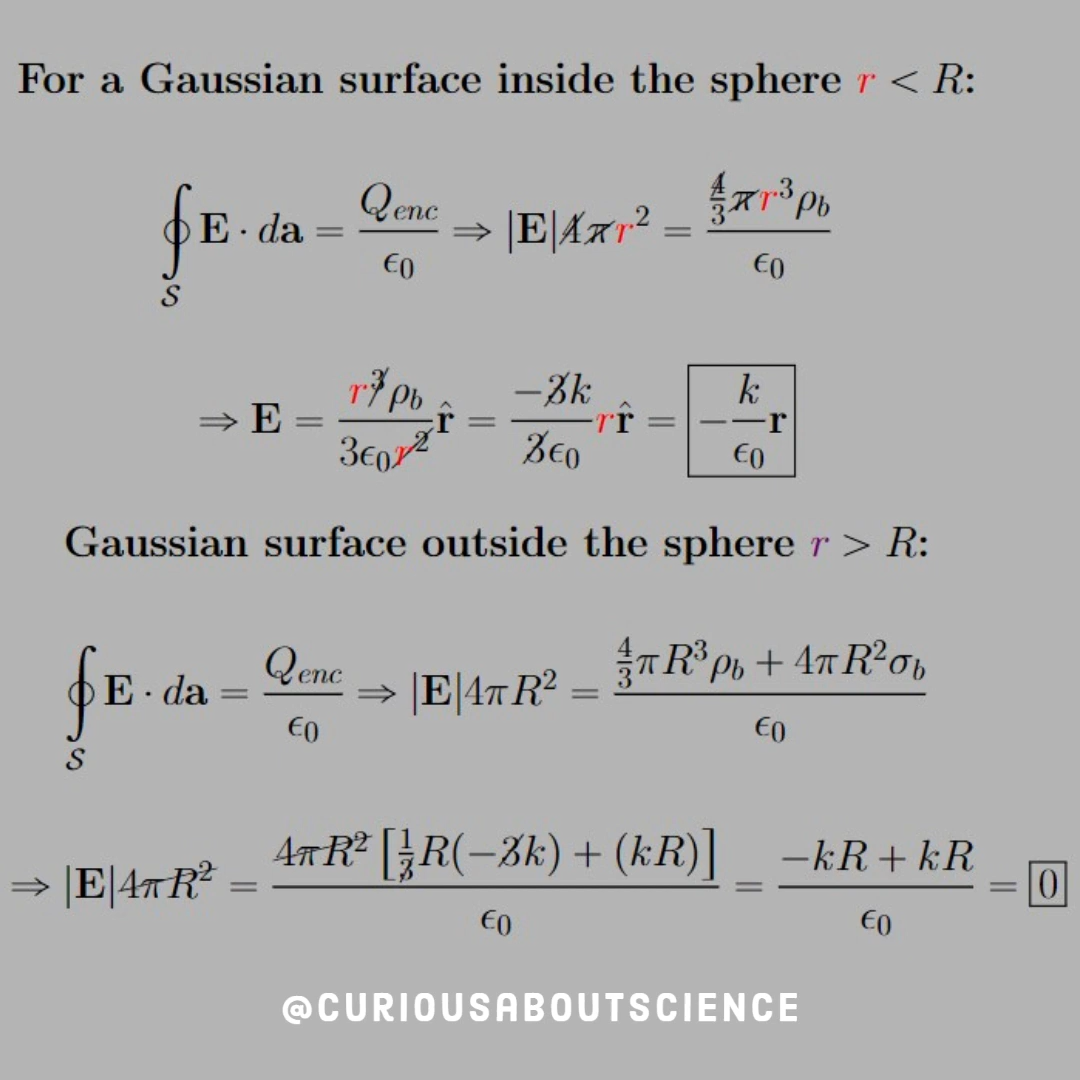 For a Gaussian surface inside the sphere r < R:
∮_S E · da = Q_enc/ϵ₀ ⇒ |E|4πr² = (4/3)πr³ρ_b/ϵ₀
⇒ E = r³ρ_b/(3ϵ₀r²) r̂ = −3k/(3ϵ₀) r r̂ = −(k/ϵ₀)r
Gaussian surface outside the sphere r > R:
∮_S E · da = Q_enc/ϵ₀ ⇒ |E|4πR² = ((4/3)πR³ρ_b + 4πR²σ_b)/ϵ₀
⇒ |E|4πR² = 4πR²[(1/3)R(−3k) + (kR)]/ϵ₀ = (−kR + kR)/ϵ₀ = 0
@CURIOUSABOUTSCIENCE